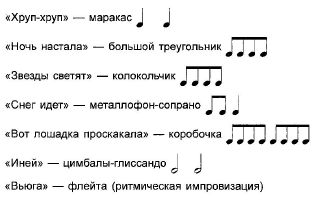 «Хруп-хруп» — маракас
«Ночь настала» — большой треугольник
«Звезды светят» — колокольчик
«Снег идет» — металлофон-сопрано
«Вот лошадка проскакала» — коробочка
«Иней» — цимбалы-глиссандо
«Вьюга» — флейта (ритмическая импровизация)